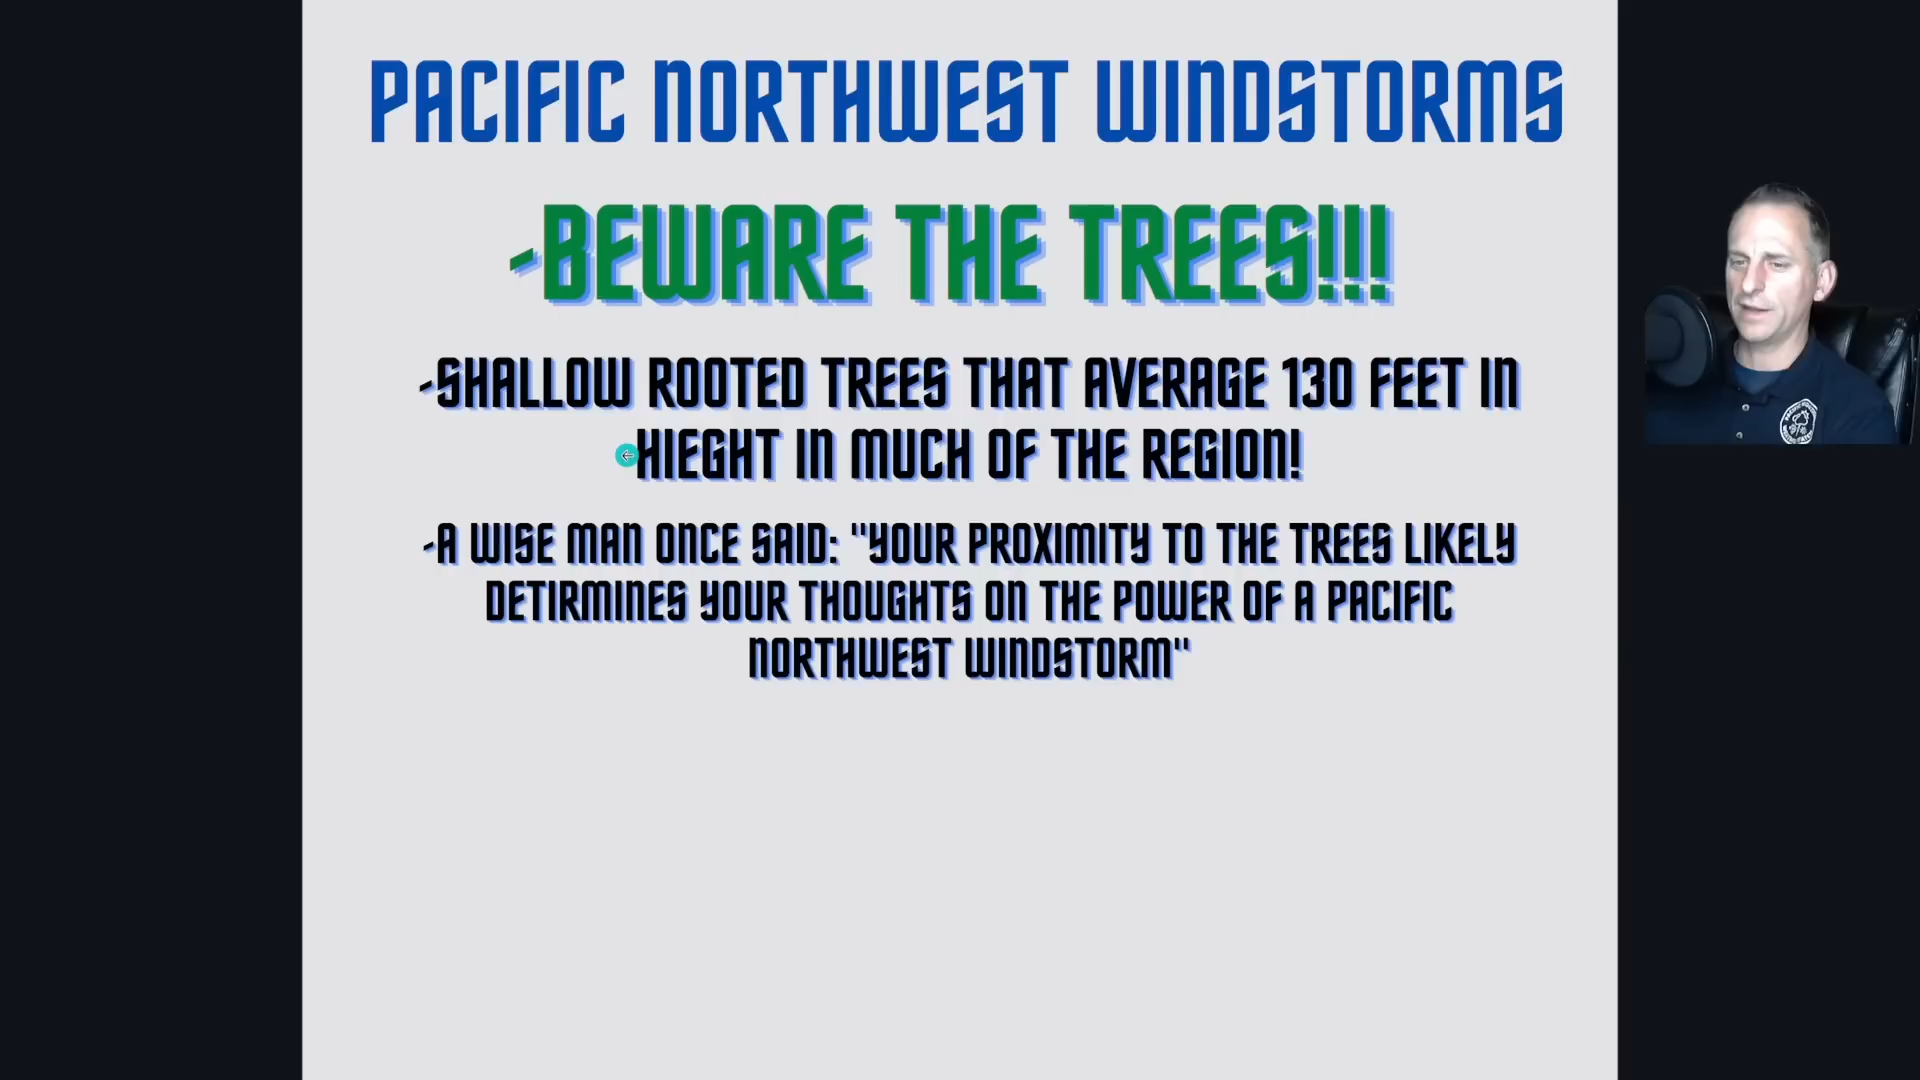 PACIFIC NORTHWEST WINDSTORMS
-BEWARE THE TREES!!!
-SHALLOW ROOTED TREES THAT AVERAGE 130 FEET IN
HIEGHT IN MUCH OF THE REGION!
-A WISE MAN ONCE SAID: "YOUR PROXIMITY TO THE TREES LIKELY
DETIRMINES YOUR THOUGHTS ON THE POWER OF A PACIFIC
NORTHWEST WINDSTORM"